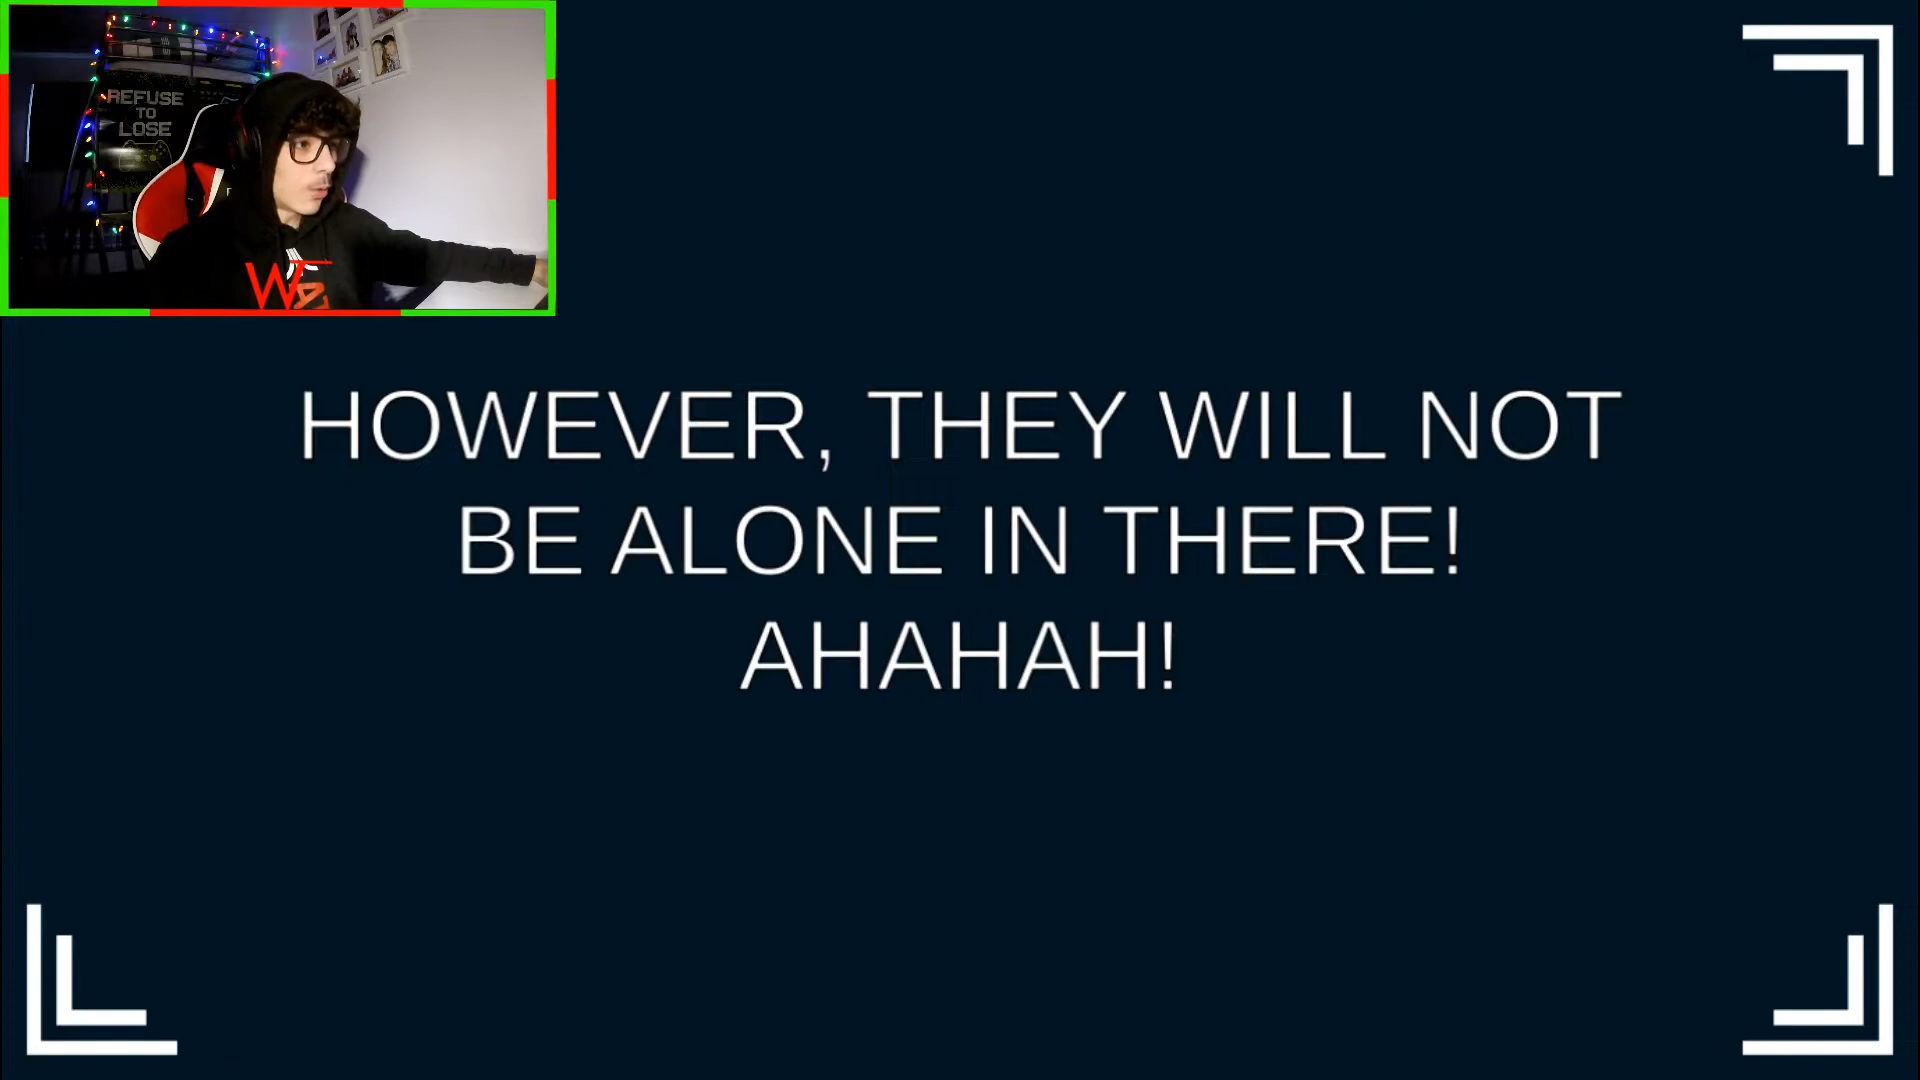 REFUSE
TO
LOSE
W
HOWEVER, THEY WILL NOT
BE ALONE IN THERE!
AHAHAH!